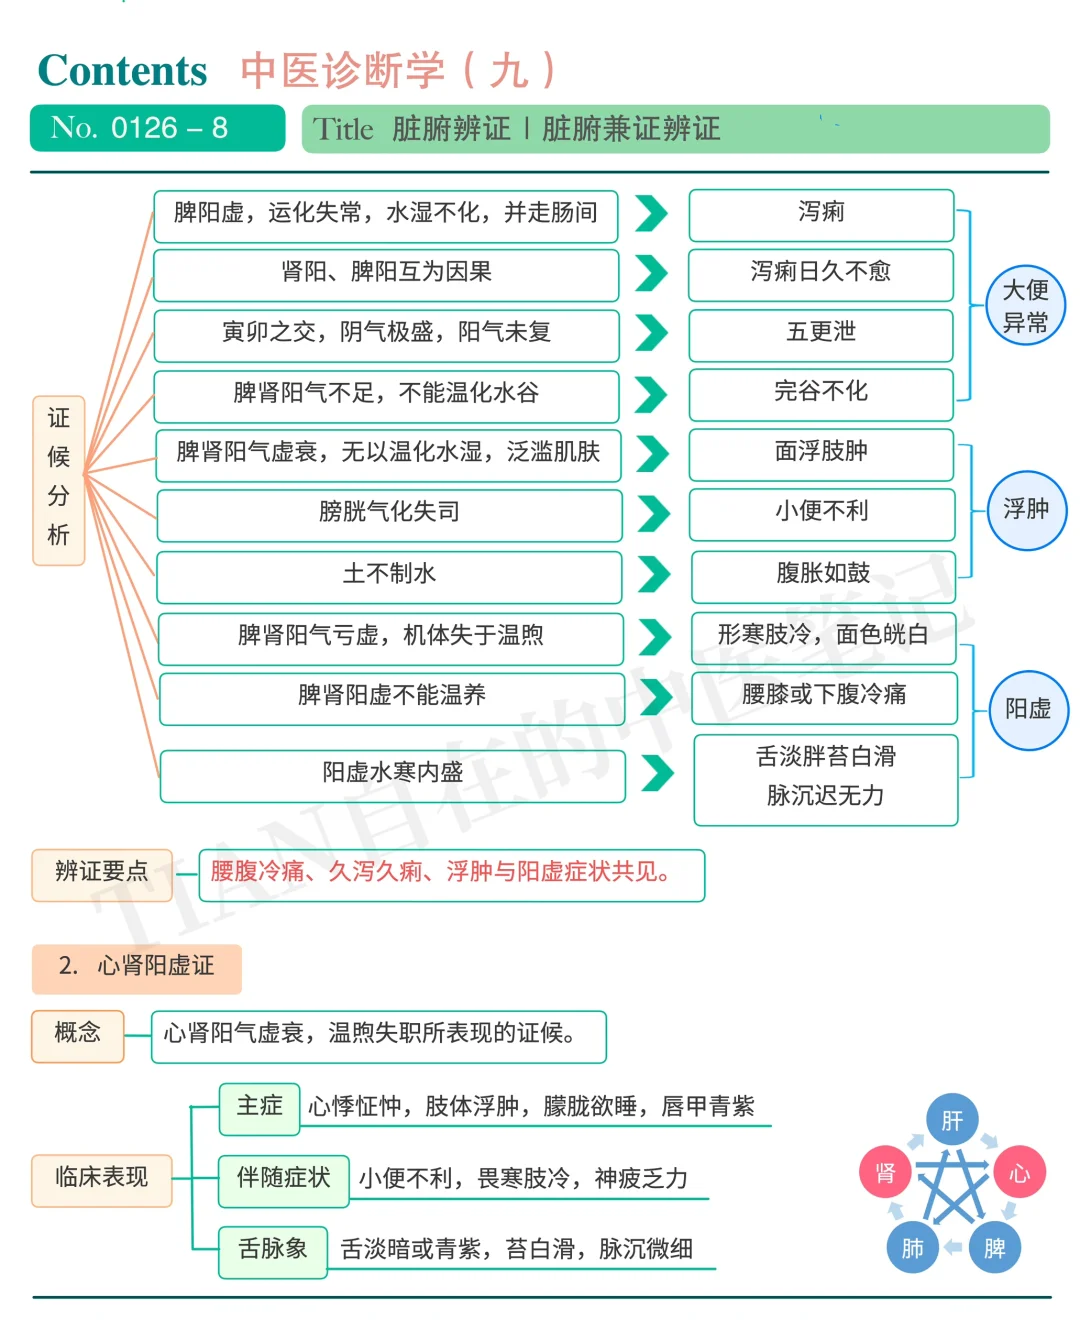 Contents 中医诊断学（九）
No. 0126 – 8
Title 脏腑辨证 | 脏腑兼证辨证
证候分析
脾阳虚，运化失常，水湿不化，并走肠间
泻痢
肾阳、脾阳互为因果
泻痢日久不愈
寅卯之交，阴气极盛，阳气未复
五更泄
脾肾阳气不足，不能温化水谷
完谷不化
大便
异常
脾肾阳气虚衰，无以温化水湿，泛滥肌肤
面浮肢肿
膀胱气化失司
小便不利
土不制水
腹胀如鼓
浮肿
脾肾阳气亏虚，机体失于温煦
形寒肢冷，面色㿠白
脾肾阳虚不能温养
腰膝或下腹冷痛
阳虚水寒内盛
舌淡胖苔白滑
脉沉迟无力
阳虚
辨证要点
腰腹冷痛、久泻久痢、浮肿与阳虚症状共见。
2. 心肾阳虚证
概念
心肾阳气虚衰，温煦失职所表现的证候。
临床表现
主症
心悸怔忡，肢体浮肿，朦胧欲睡，唇甲青紫
伴随症状
小便不利，畏寒肢冷，神疲乏力
舌脉象
舌淡暗或青紫，苔白滑，脉沉微细
肝
肾
心
肺
脾
TIAN自在的中医笔记